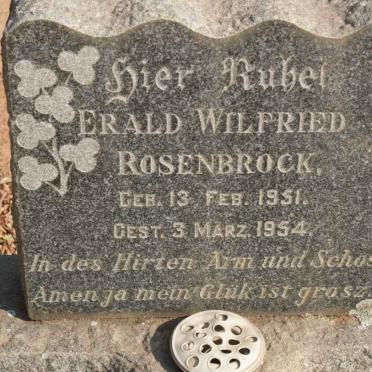 Hier Ruhet
ERALD WILFRIED
ROSENBROCK.
GEB. 13 FEB. 1951.
GEST. 3 MÄRZ 1954.
In des Hirten Arm und Schos
Amen ja mein Glük ist grosz